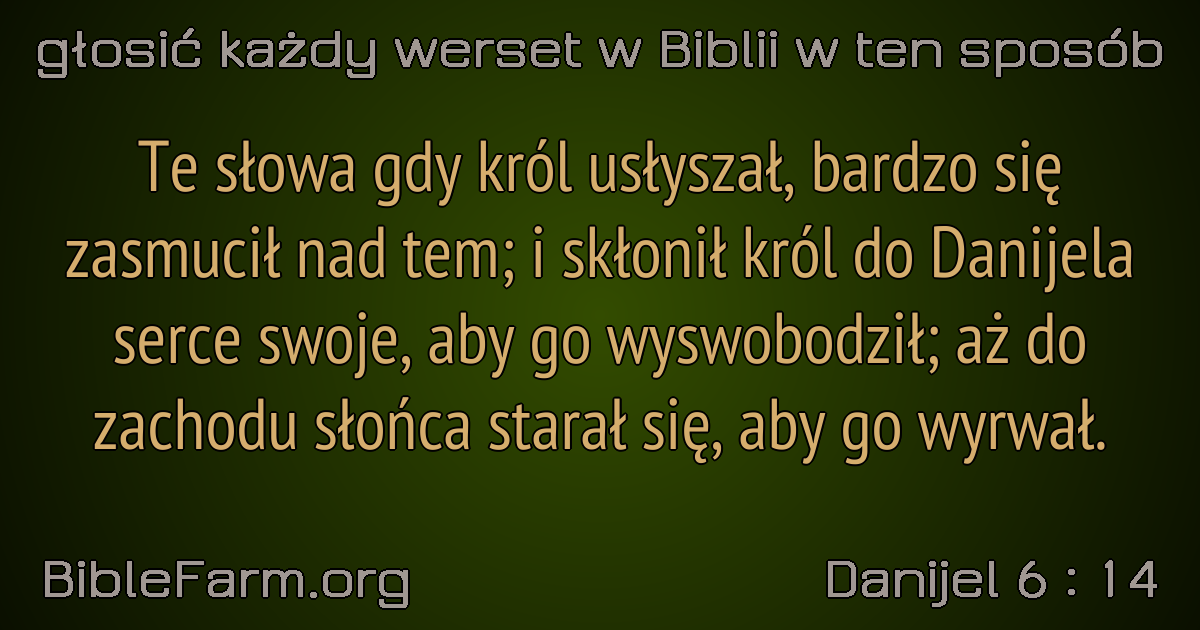 głosić każdy werset w Biblii w ten sposób
Te słowa gdy król usłyszał, bardzo się
zasmucił nad tem; i skłonił król do Danijela
serce swoje, aby go wyswobodził; aż do
zachodu słońca starał się, aby go wyrwał.
BibleFarm.org
Danijel 6 : 14